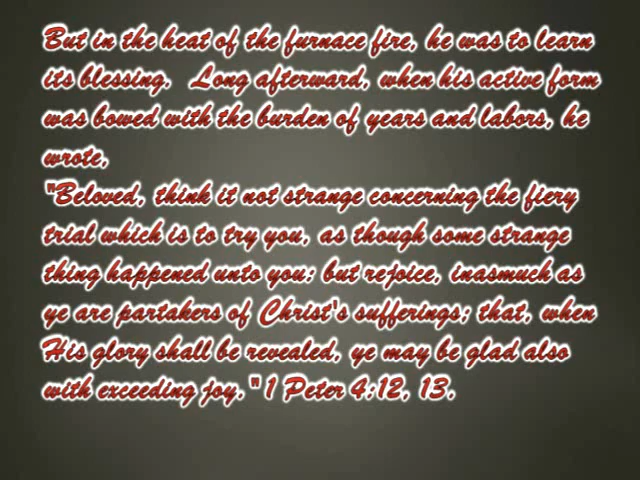 But in the heat of the furnace fire, he was to learn
its blessing. Long afterward, when his active form
was bowed with the burden of years and labors, he
wrote,
"Beloved, think it not strange concerning the fiery
trial which is to try you, as though some strange
thing happened unto you: but rejoice, inasmuch as
ye are partakers of Christ's sufferings; that, when
His glory shall be revealed, ye may be glad also
with exceeding joy." 1 Peter 4:12, 13.